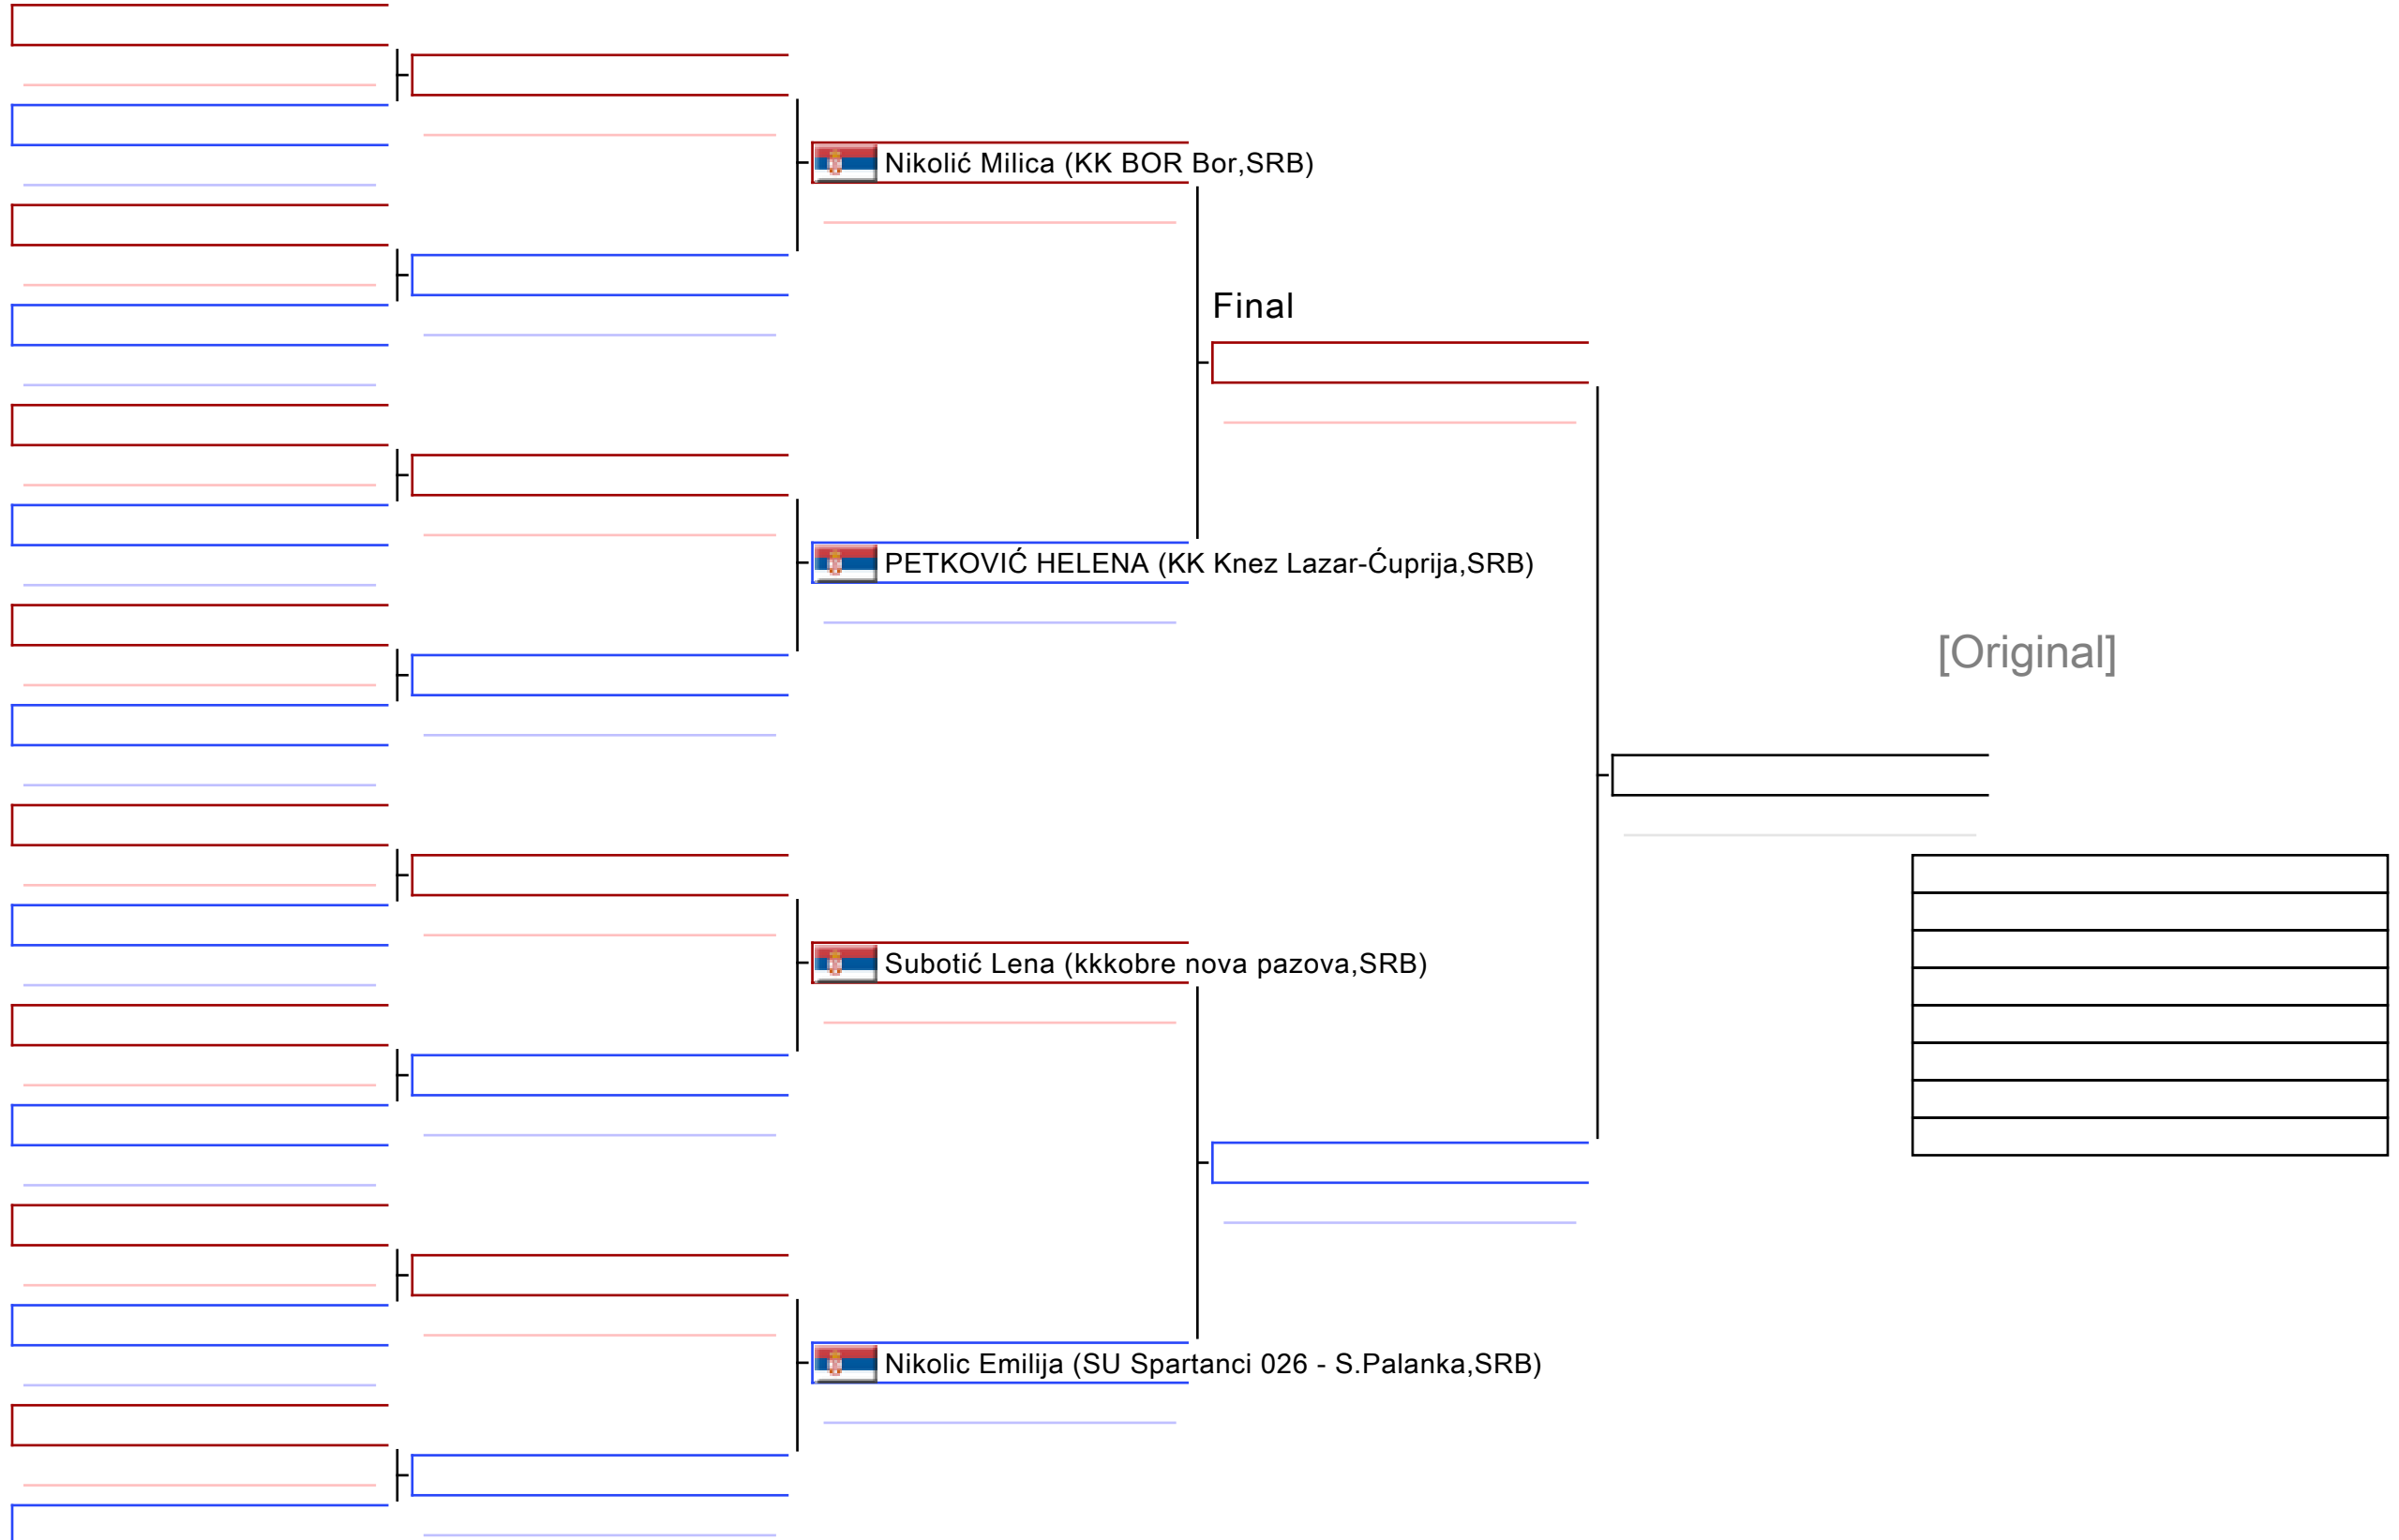 Nikolić Milica (KK BOR Bor,SRB)
Final
PETKOVIĆ HELENA (KK Knez Lazar-Ćuprija,SRB)
[Original]
Subotić Lena (kkkobre nova pazova,SRB)
Nikolic Emilija (SU Spartanci 026 - S.Palanka,SRB)